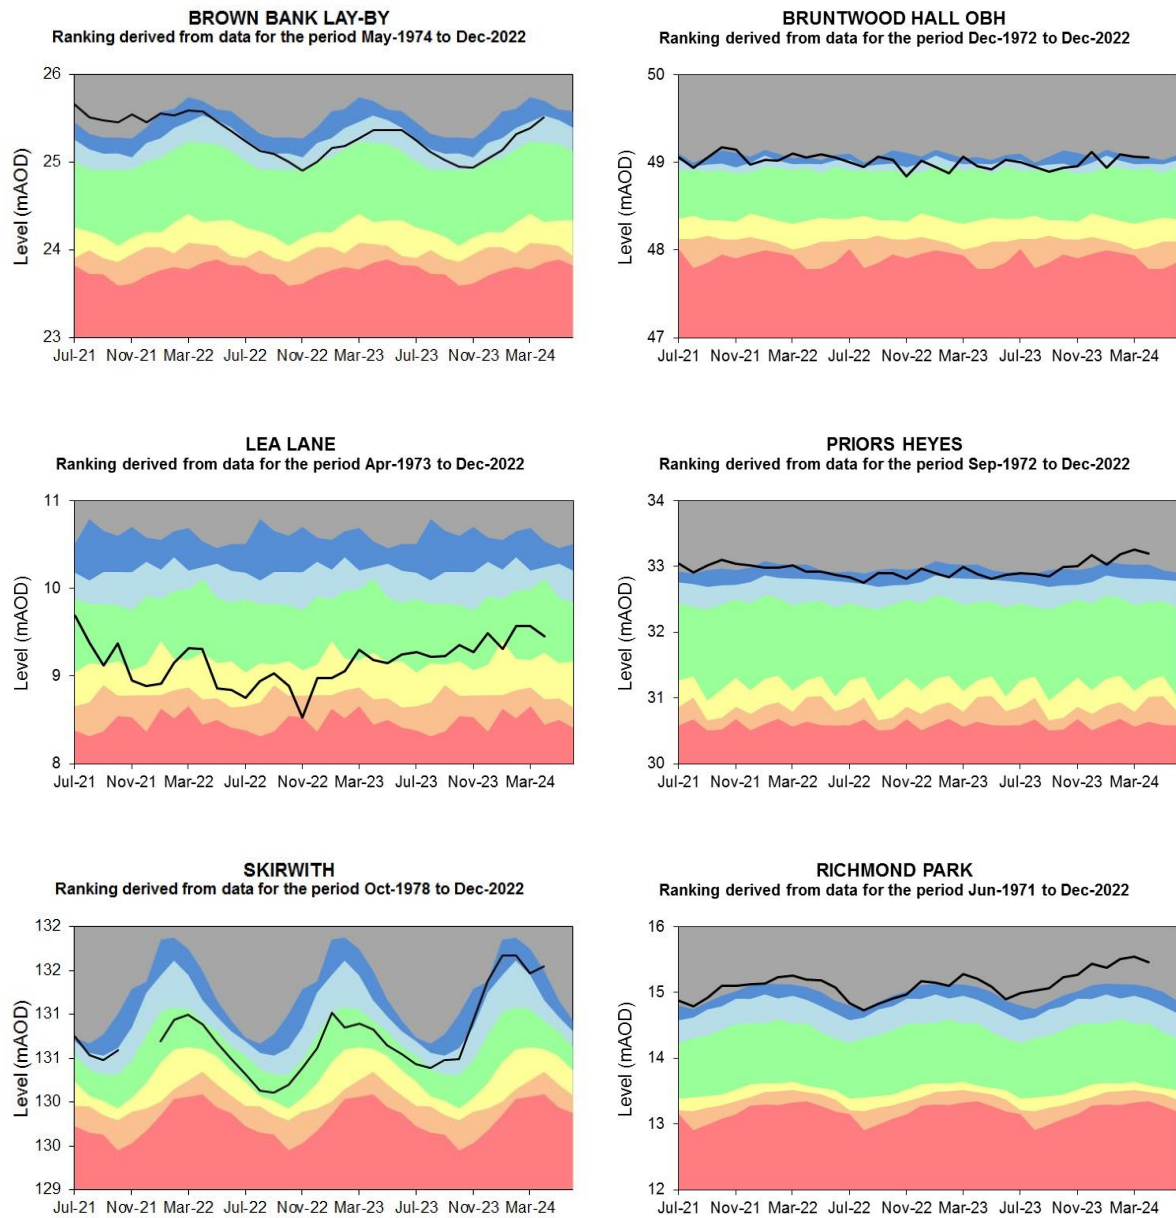 BROWN BANK LAY-BY
Ranking derived from data for the period May-1974 to Dec-2022
Level (mAOD)
26
25
24
23
Jul-21 Nov-21 Mar-22 Jul-22 Nov-22 Mar-23 Jul-23 Nov-23 Mar-24
BRUNTWOOD HALL OBH
Ranking derived from data for the period Dec-1972 to Dec-2022
Level (mAOD)
50
49
48
47
Jul-21 Nov-21 Mar-22 Jul-22 Nov-22 Mar-23 Jul-23 Nov-23 Mar-24
LEA LANE
Ranking derived from data for the period Apr-1973 to Dec-2022
Level (mAOD)
11
10
9
8
Jul-21 Nov-21 Mar-22 Jul-22 Nov-22 Mar-23 Jul-23 Nov-23 Mar-24
PRIORS HEYES
Ranking derived from data for the period Sep-1972 to Dec-2022
Level (mAOD)
34
33
32
31
30
Jul-21 Nov-21 Mar-22 Jul-22 Nov-22 Mar-23 Jul-23 Nov-23 Mar-24
SKIRWITH
Ranking derived from data for the period Oct-1978 to Dec-2022
Level (mAOD)
132
132
131
131
130
130
129
Jul-21 Nov-21 Mar-22 Jul-22 Nov-22 Mar-23 Jul-23 Nov-23 Mar-24
RICHMOND PARK
Ranking derived from data for the period Jun-1971 to Dec-2022
Level (mAOD)
16
15
14
13
12
Jul-21 Nov-21 Mar-22 Jul-22 Nov-22 Mar-23 Jul-23 Nov-23 Mar-24